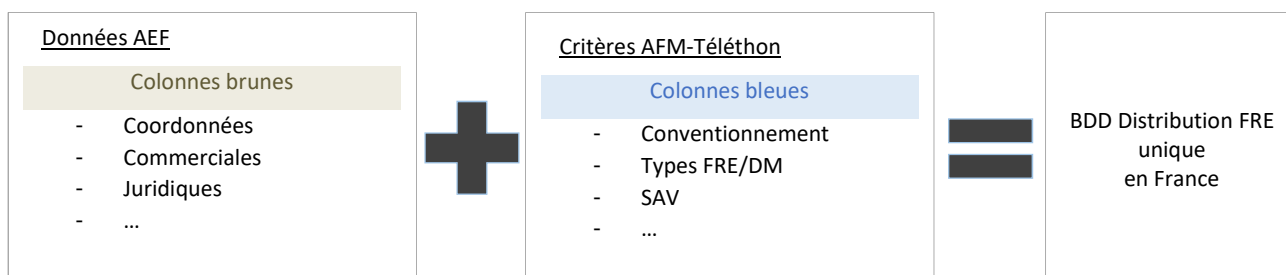 Données AEF
Colonnes brunes
- Coordonnées
- Commerciales
- Juridiques
- …
Critères AFM-Téléthon
Colonnes bleues
- Conventionnement
- Types FRE/DM
- SAV
- …
BDD Distribution FRE
unique
en France